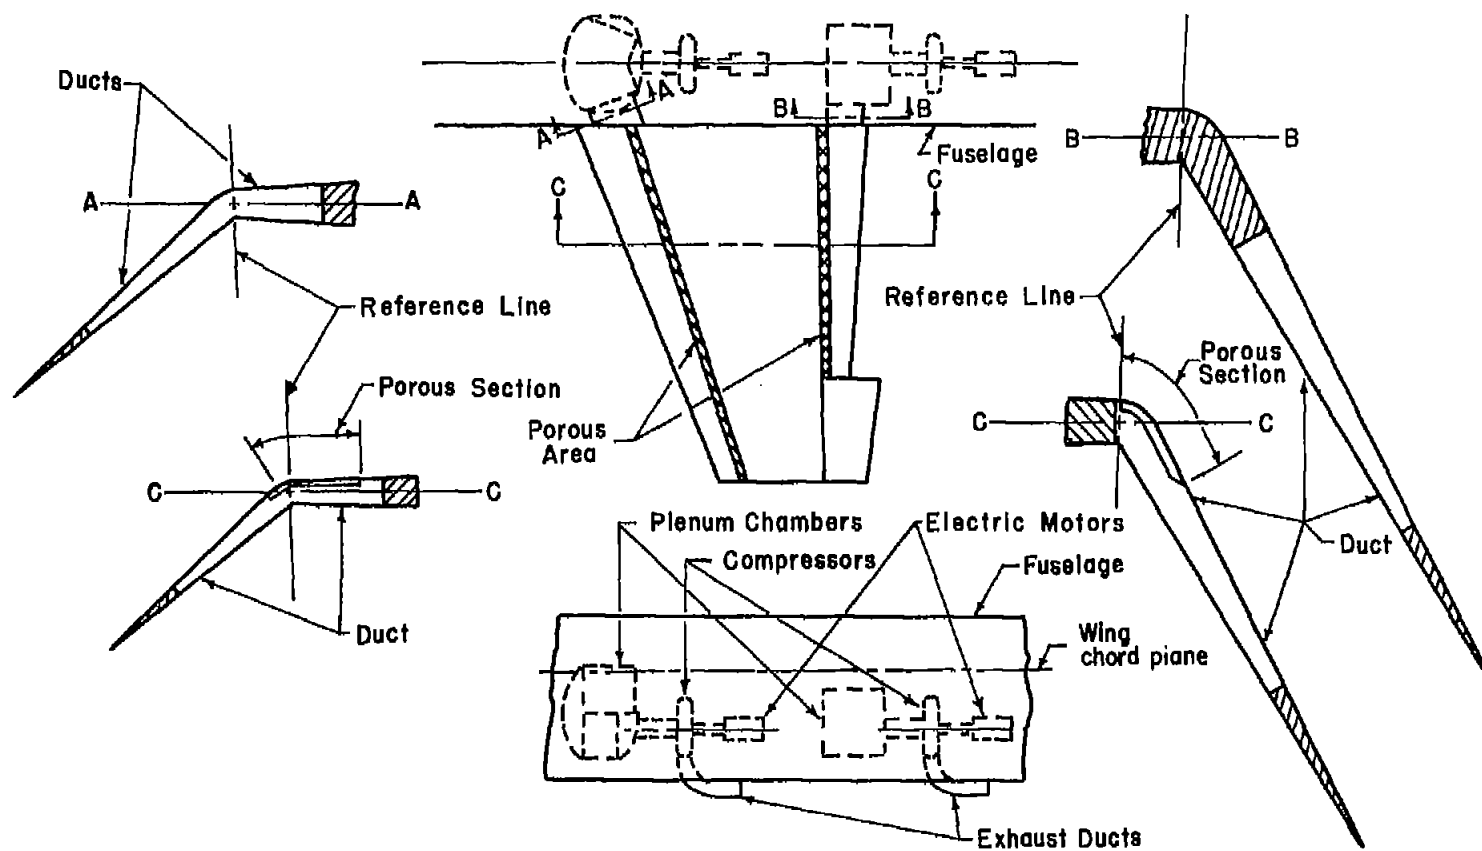 Ducts
A
A
B
B
Fuselage
C
C
B
B
A
A
Reference Line
Reference Line
Porous Section
Porous
Section
Porous
Area
C
C
C
C
Plenum Chambers
Electric Motors
Compressors
Fuselage
Duct
Duct
Wing
chord plane
Exhaust Ducts